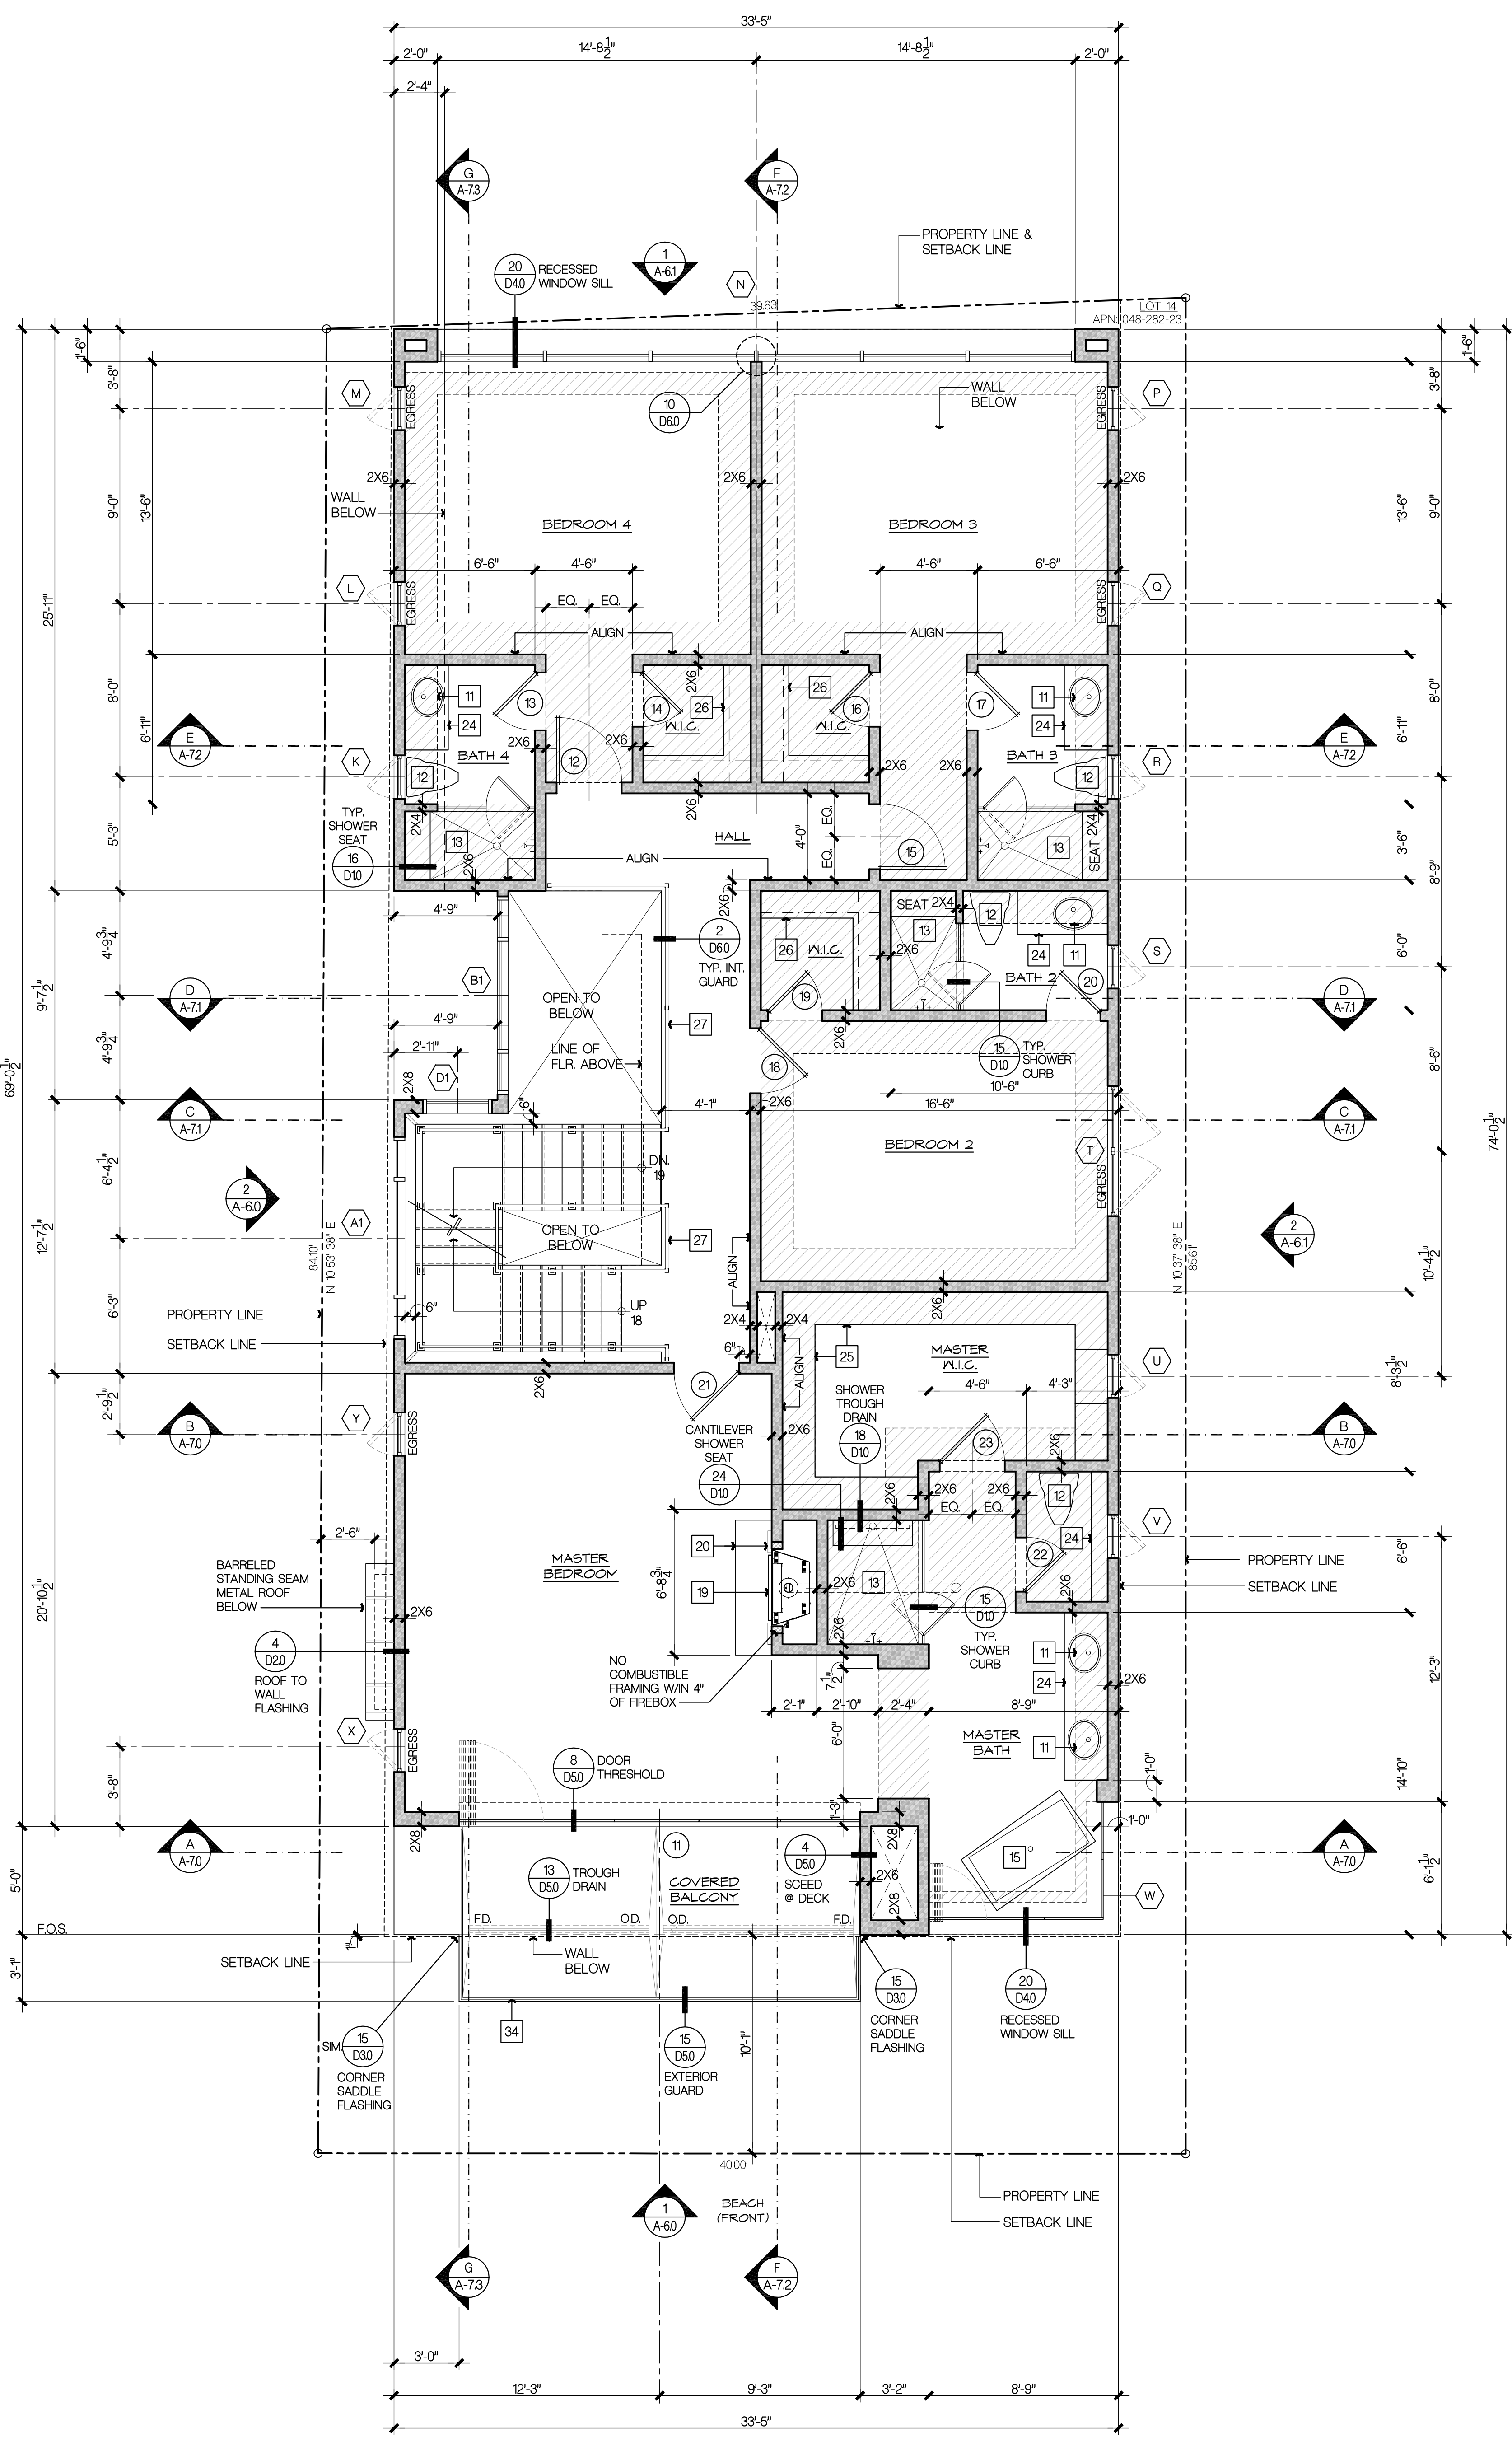 33'-5"
2'-0"
14'-8 1/2"
14'-8 1/2"
2'-0"
2'-4"
G
A-7.3
F
A-7.2
PROPERTY LINE &
SETBACK LINE
20
D4.0
RECESSED
WINDOW SILL
1
A-6.1
N
39.63
LOT 14
APN: 048-282-23
1'-6"
3'-8"
M
EGRESS
10
D6.0
WALL
BELOW
EGRESS
P
3'-8"
1'-6"
2X6
2X6
2X6
WALL
BELOW
9'-0"
13'-6"
BEDROOM 4
BEDROOM 3
13'-6"
9'-0"
6'-6"
4'-6"
4'-6"
6'-6"
L
EGRESS
EQ.
EQ.
EGRESS
Q
25'-11"
ALIGN
ALIGN
2X6
11
13
14
26
26
16
17
11
24
W.I.C.
W.I.C.
24
8'-0"
6'-11"
8'-0"
6'-11"
E
A-7.2
BATH 4
2X6
12
2X6
BATH 3
E
A-7.2
K
12
2X6
2X6
12
R
TYP.
SHOWER
SEAT
16
D1.0
2X4
13
2X6
2X6
HALL
4'-0"
EQ.
EQ.
15
13
SEAT
2X4
5'-3"
3'-6"
8'-9"
ALIGN
4'-9"
2X6
2
D6.0
TYP. INT.
GUARD
26
W.I.C.
2X6
SEAT
2X4
13
12
24
11
BATH 2
6'-0"
S
4'-9 3/4"
9'-7 1/2"
B1
D
A-7.1
OPEN TO
BELOW
19
20
D
A-7.1
27
2X6
4'-9"
4'-9 3/4"
2'-11"
LINE OF
FLR. ABOVE
15
D1.0
TYP.
SHOWER
CURB
8'-6"
69'-0 1/2"
D1
2X8
18
10'-6"
6"
4'-1"
2X6
16'-6"
C
A-7.1
C
A-7.1
74'-0 1/2"
BEDROOM 2
T
EGRESS
DN.
19
6'-4 1/2"
2
A-6.0
A1
OPEN TO
BELOW
27
2
A-6.1
12'-7 1/2"
84.10'
N 10 53' 38" E
N 10 37' 38" E
85.61'
10'-4 1/2"
ALIGN
6'-3"
PROPERTY LINE
6"
UP
18
2X6
SETBACK LINE
2X4
2X4
6"
25
MASTER
W.I.C.
U
8'-3 1/2"
2X6
21
ALIGN
SHOWER
TROUGH
DRAIN
4'-6"
4'-3"
2'-9 1/2"
B
A-7.0
Y
EGRESS
CANTILEVER
SHOWER
SEAT
2X6
18
D1.0
23
B
A-7.0
24
D1.0
2X6
2X6
2X6
2X6
12
EQ.
EQ.
2'-6"
20
24
V
BARRELED
STANDING SEAM
METAL ROOF
BELOW
MASTER
BEDROOM
6'-8 3/4"
22
6'-6"
PROPERTY LINE
19
2X6
13
SETBACK LINE
20'-10 1/2"
2X6
15
D1.0
2X6
TYP.
SHOWER
CURB
4
D2.0
ROOF TO
WALL
FLASHING
2X6
11
24
NO
COMBUSTIBLE
FRAMING W/IN 4"
OF FIREBOX
7 1/2"
2X6
12'-3"
2'-1"
2'-10"
2'-4"
8'-9"
X
EGRESS
6'-0"
MASTER
BATH
11
8
D5.0
DOOR
THRESHOLD
1'-0"
3'-8"
14'-10"
1'-3"
1'-0"
A
A-7.0
2X8
11
2X8
15
A
A-7.0
4
D5.0
SCEED
@ DECK
2X6
13
D5.0
TROUGH
DRAIN
COVERED
BALCONY
W
6'-1 1/2"
5'-0"
F.D.
O.D.
O.D.
F.D.
2X8
F.O.S.
1"
SETBACK LINE
WALL
BELOW
3'-1"
15
D3.0
CORNER
SADDLE
FLASHING
20
D4.0
RECESSED
WINDOW SILL
34
SIM.
15
D3.0
CORNER
SADDLE
FLASHING
15
D5.0
EXTERIOR
GUARD
10'-1"
40.00'
1
A-6.0
BEACH
(FRONT)
PROPERTY LINE
SETBACK LINE
G
A-7.3
F
A-7.2
3'-0"
12'-3"
9'-3"
3'-2"
8'-9"
33'-5"